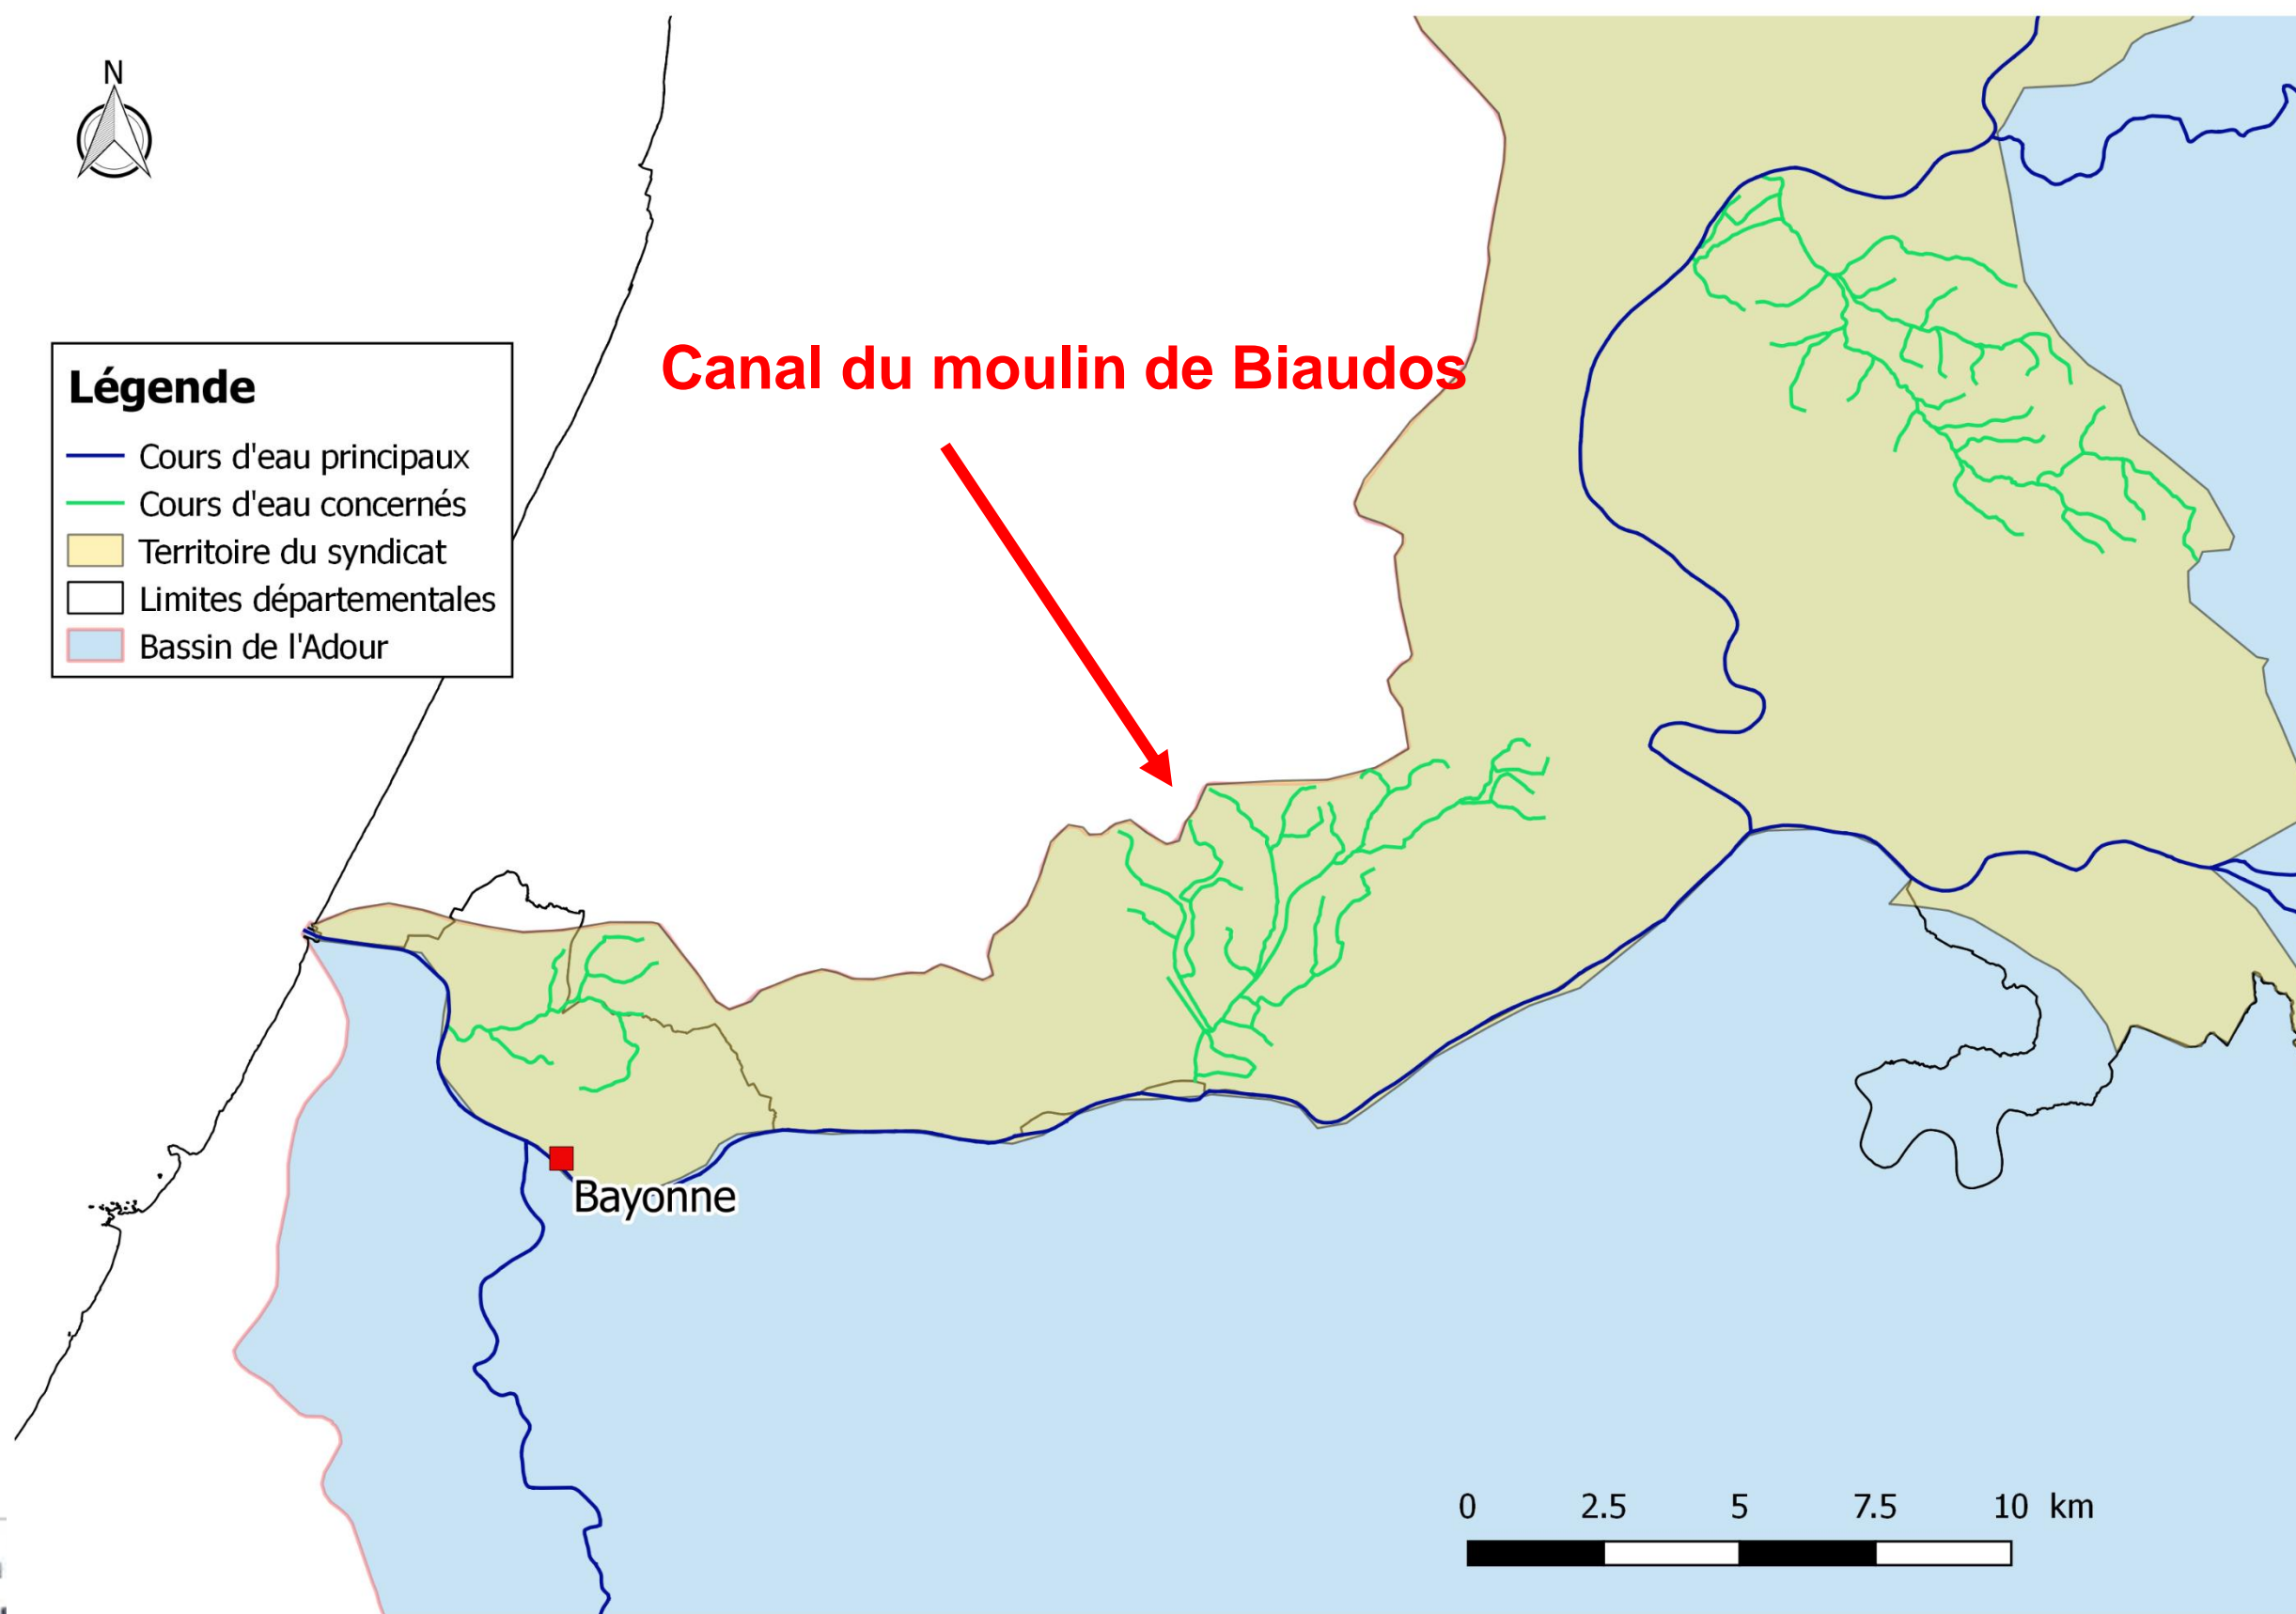 N
Canal du moulin de Biaudos
Légende
Cours d'eau principaux
Cours d'eau concernés
Territoire du syndicat
Limites départementales
Bassin de l'Adour
Bayonne
0 2.5 5 7.5 10 km